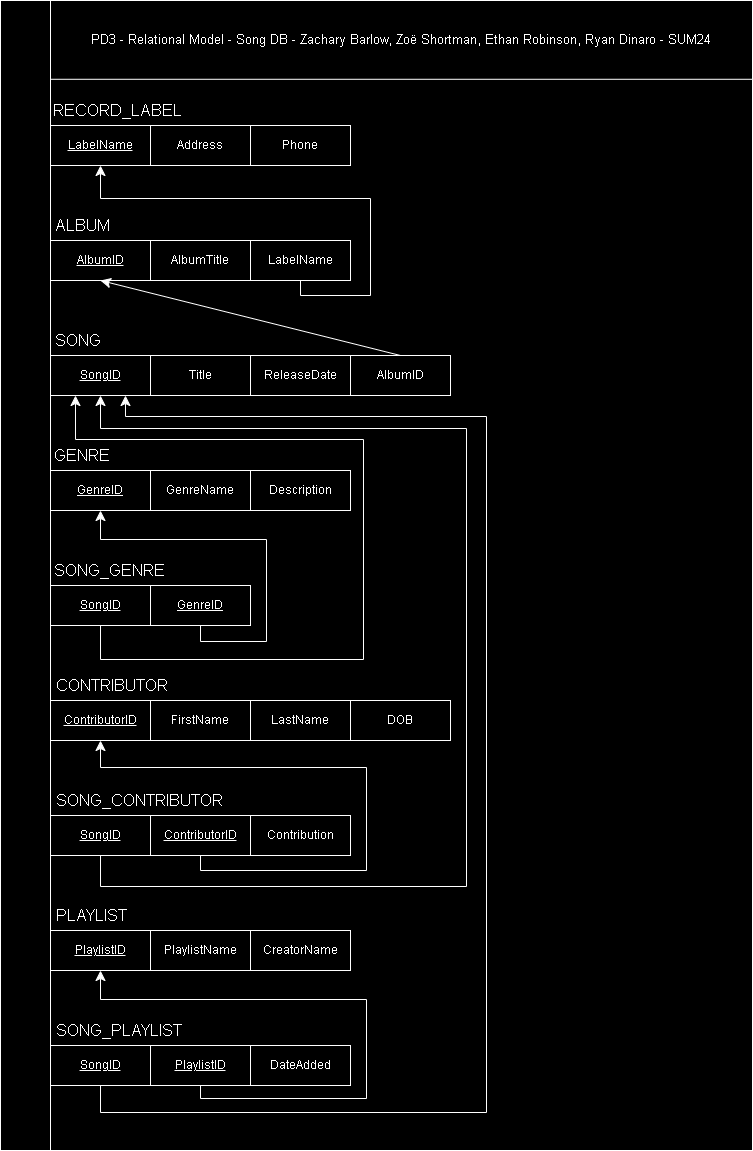 PD3 - Relational Model - Song DB - Zachary Barlow, Zoë Shortman, Ethan Robinson, Ryan Dinaro - SUM24
RECORD_LABEL
LabelName Address Phone
ALBUM
AlbumID AlbumTitle LabelName
SONG
SongID Title ReleaseDate AlbumID
GENRE
GenreID GenreName Description
SONG_GENRE
SongID GenreID
CONTRIBUTOR
ContributorID FirstName LastName DOB
SONG_CONTRIBUTOR
SongID ContributorID Contribution
PLAYLIST
PlaylistID PlaylistName CreatorName
SONG_PLAYLIST
SongID PlaylistID DateAdded